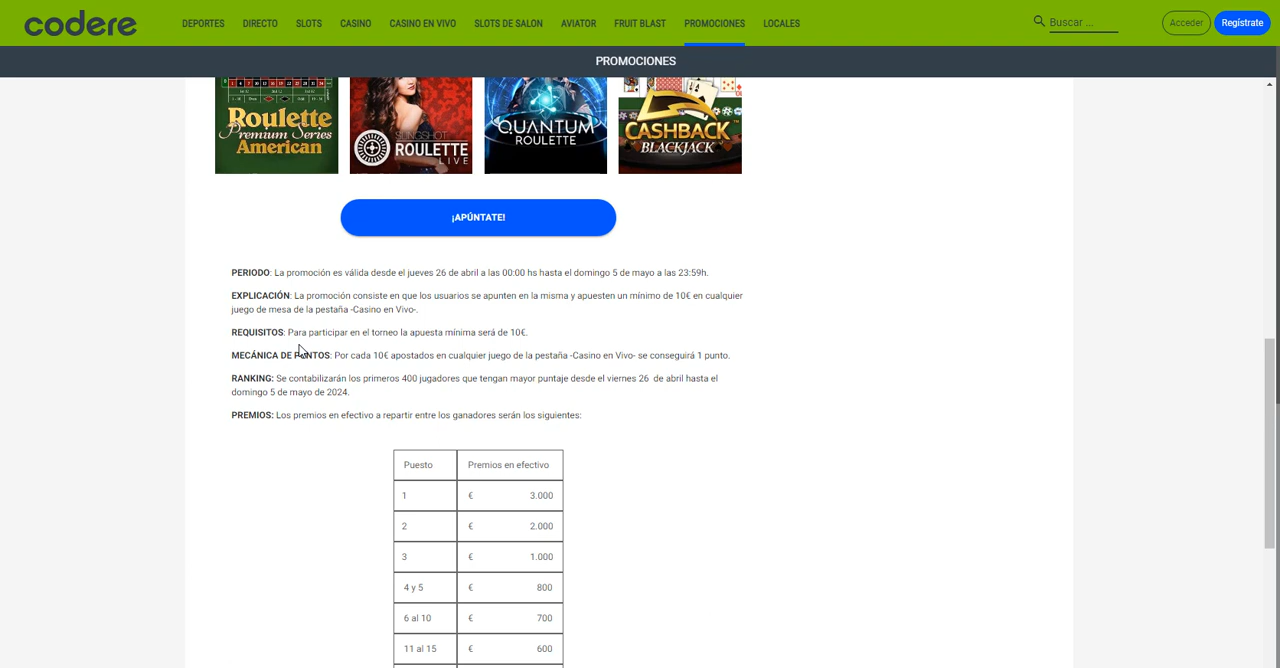 codere
DEPORTES DIRECTO SLOTS CASINO CASINO EN VIVO SLOTS DE SALON AVIATOR FRUIT BLAST PROMOCIONES LOCALES
Buscar ...
Acceder
Regístrate
PROMOCIONES
Roulette
Premium Series
American
SLINGSHOT
ROULETTE
LIVE
QUANTUM
ROULETTE
CASHBACK
BLACKJACK
¡APÚNTATE!
PERIODO: La promoción es válida desde el jueves 26 de abril a las 00:00 hs hasta el domingo 5 de mayo a las 23:59h.
EXPLICACIÓN: La promoción consiste en que los usuarios se apunten en la misma y apuesten un mínimo de 10€ en cualquier
juego de mesa de la pestaña -Casino en Vivo-.
REQUISITOS: Para participar en el torneo la apuesta mínima será de 10€.
MECÁNICA DE PUNTOS: Por cada 10€ apostados en cualquier juego de la pestaña -Casino en Vivo- se conseguirá 1 punto.
RANKING: Se contabilizarán los primeros 400 jugadores que tengan mayor puntaje desde el viernes 26 de abril hasta el
domingo 5 de mayo de 2024.
PREMIOS: Los premios en efectivo a repartir entre los ganadores serán los siguientes:
Puesto Premios en efectivo
1 € 3.000
2 € 2.000
3 € 1.000
4 y 5 € 800
6 al 10 € 700
11 al 15 € 600